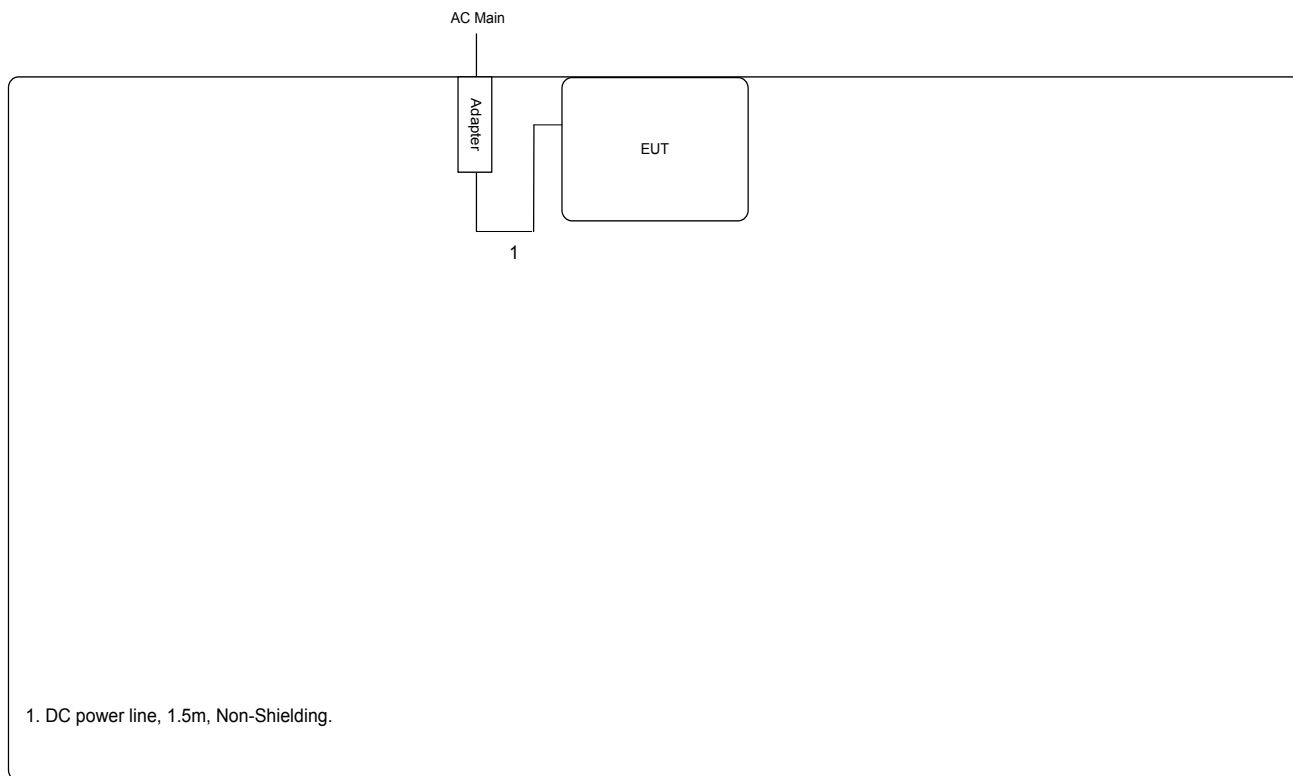 AC Main
Adapter
EUT
1
1. DC power line, 1.5m, Non-Shielding.